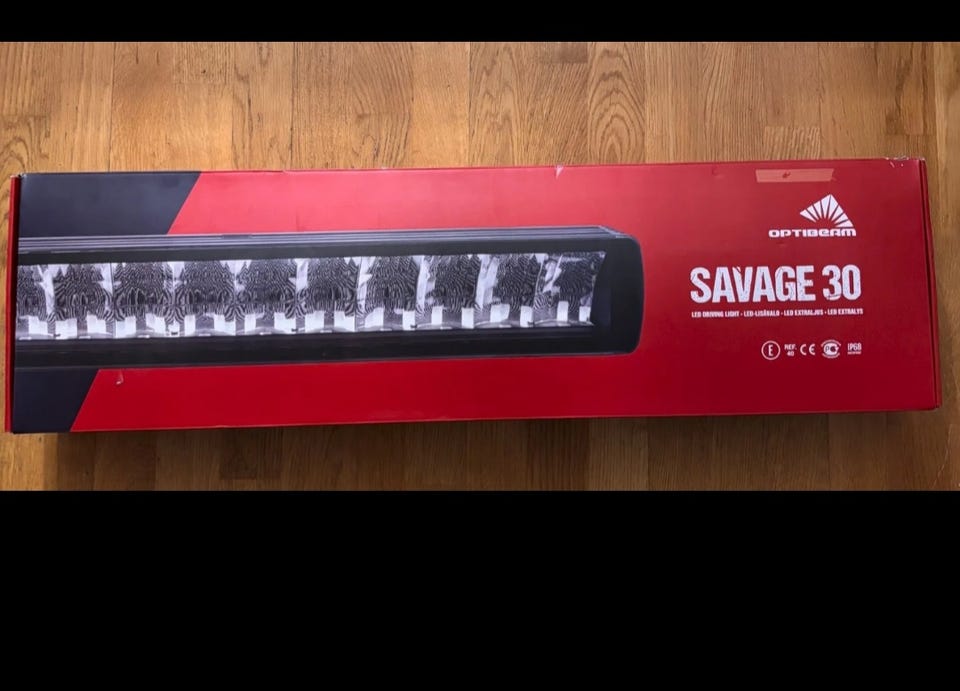 OPTIBEAM
SAVAGE 30
LED DRIVING LIGHT - LED-LISÄVALO - LED EXTRALJUS - LED EXTRALYS
E REF. 40 CE IP68